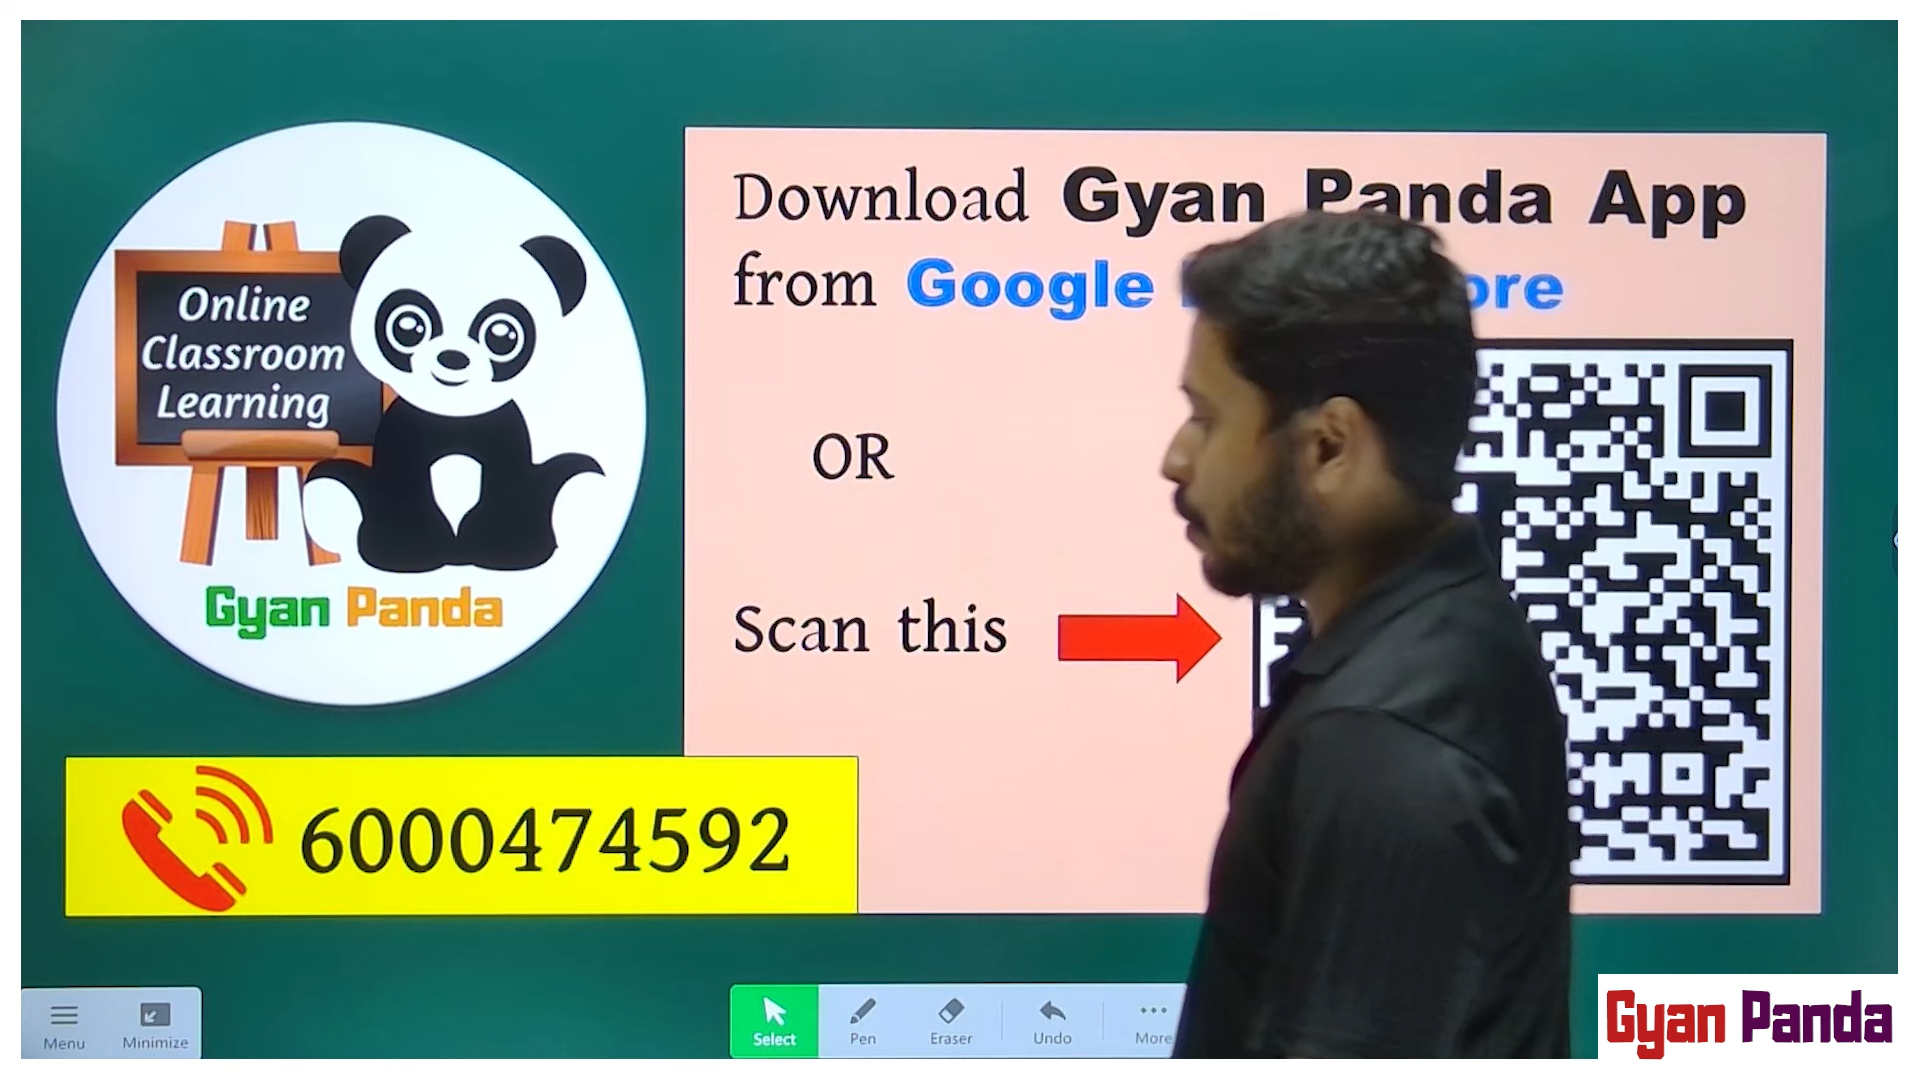 Download Gyan Panda App
from Google ore
OR
Scan this
Online
Classroom
Learning
Gyan Panda
6000474592
Menu
Minimize
Select
Pen
Eraser
Undo
More
Gyan Panda